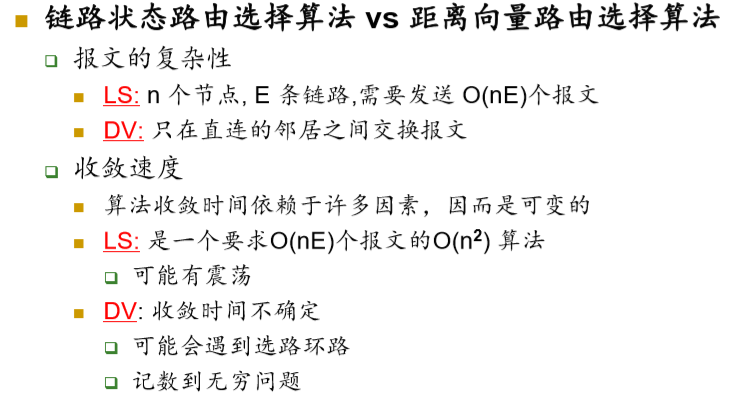 链路状态路由选择算法 vs 距离向量路由选择算法
报文的复杂性
LS: n 个节点, E 条链路,需要发送 O(nE)个报文
DV: 只在直连的邻居之间交换报文
收敛速度
算法收敛时间依赖于许多因素，因而是可变的
LS: 是一个要求O(nE)个报文的O(n²) 算法
可能有震荡
DV: 收敛时间不确定
可能会遇到选路环路
记数到无穷问题